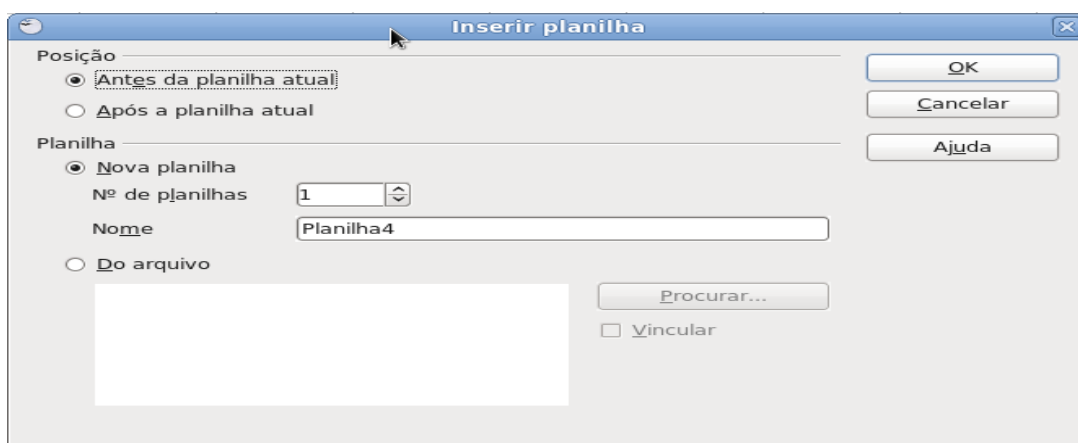 Inserir planilha
Posição
Antes da planilha atual
Após a planilha atual
OK
Cancelar
Ajuda
Planilha
Nova planilha
Nº de planilhas 1
Nome Planilha4
Do arquivo
Procurar...
Vincular